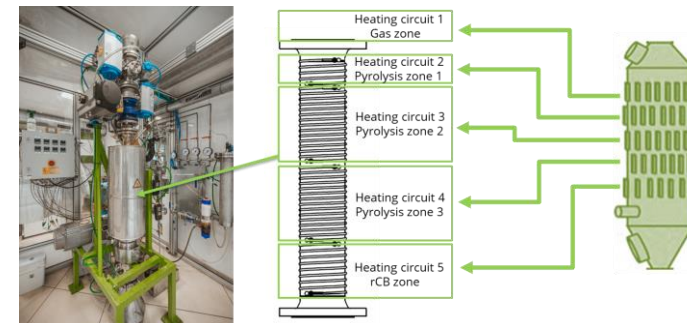 Heating circuit 1
Gas zone
Heating circuit 2
Pyrolysis zone 1
Heating circuit 3
Pyrolysis zone 2
Heating circuit 4
Pyrolysis zone 3
Heating circuit 5
rCB zone